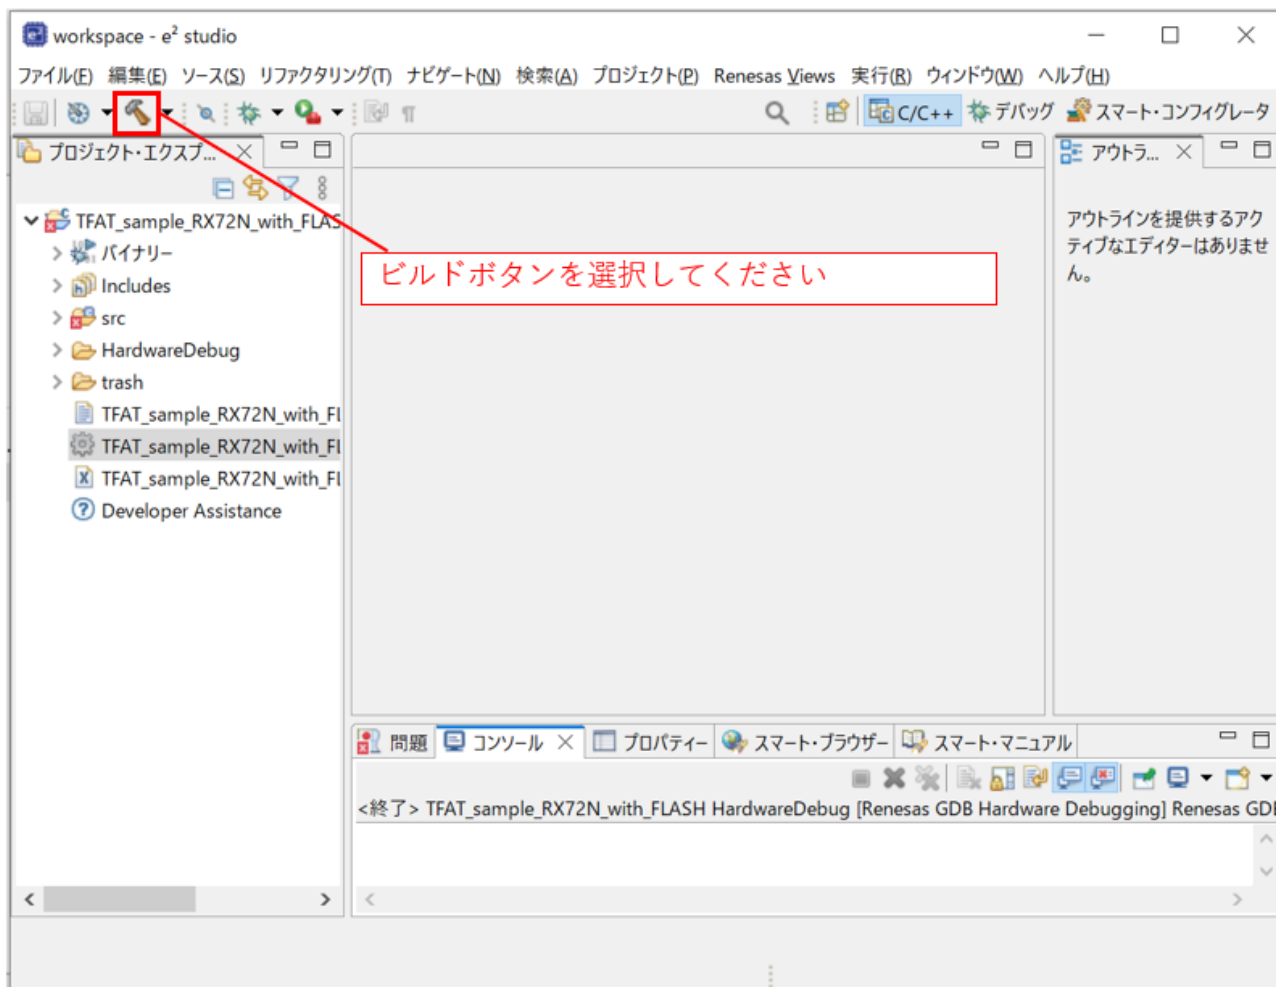 workspace - e² studio
ファイル(F) 編集(E) ソース(S) リファクタリング(T) ナビゲート(N) 検索(A) プロジェクト(P) Renesas Views 実行(R) ウィンドウ(W) ヘルプ(H)
C/C++ デバッグ スマート・コンフィグレータ
プロジェクト・エクスプ...
アウトラ...
TFAT_sample_RX72N_with_FLAS
バイナリー
Includes
src
HardwareDebug
trash
TFAT_sample_RX72N_with_FL
TFAT_sample_RX72N_with_FL
TFAT_sample_RX72N_with_FL
Developer Assistance
ビルドボタンを選択してください
アウトラインを提供するアク
ティブなエディターはありませ
ん。
問題 コンソール プロパティー スマート・ブラウザー スマート・マニュアル
<終了> TFAT_sample_RX72N_with_FLASH HardwareDebug [Renesas GDB Hardware Debugging] Renesas GDB